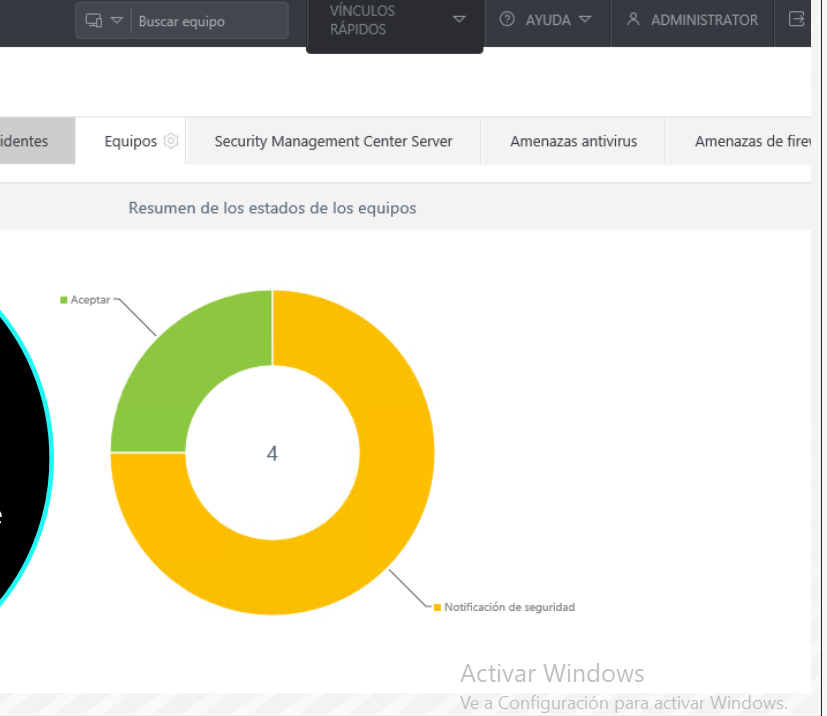 Buscar equipo
VÍNCULOS
RÁPIDOS
AYUDA
ADMINISTRATOR
identes
Equipos
Security Management Center Server
Amenazas antivirus
Amenazas de fire
Resumen de los estados de los equipos
Aceptar
4
Notificación de seguridad
Activar Windows
Ve a Configuración para activar Windows.